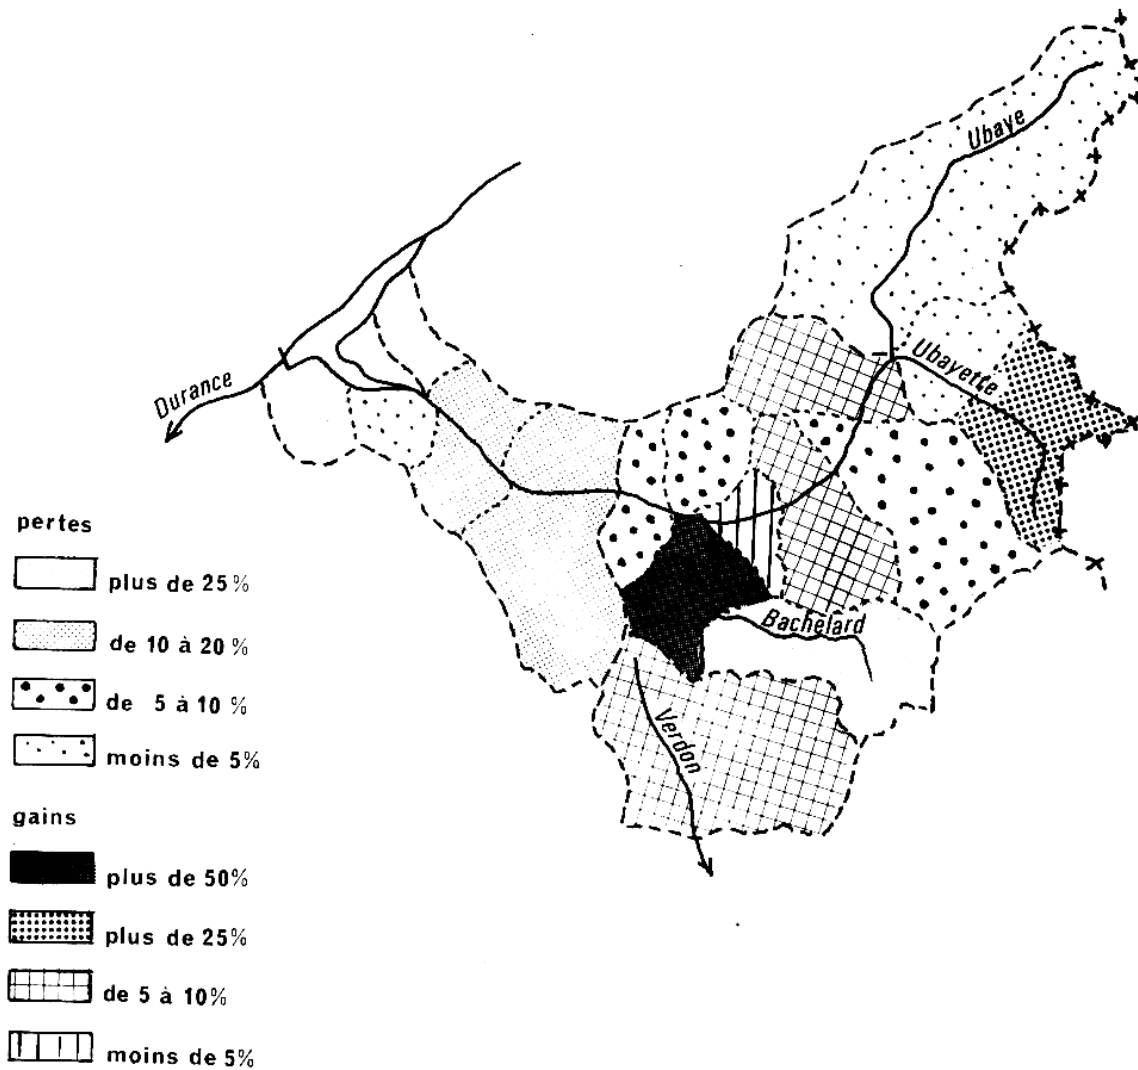 Ubaye
Ubayette
Durance
Bachelard
Verdon
pertes
plus de 25%
de 10 à 20 %
de 5 à 10 %
moins de 5%
gains
plus de 50%
plus de 25%
de 5 à 10%
moins de 5%